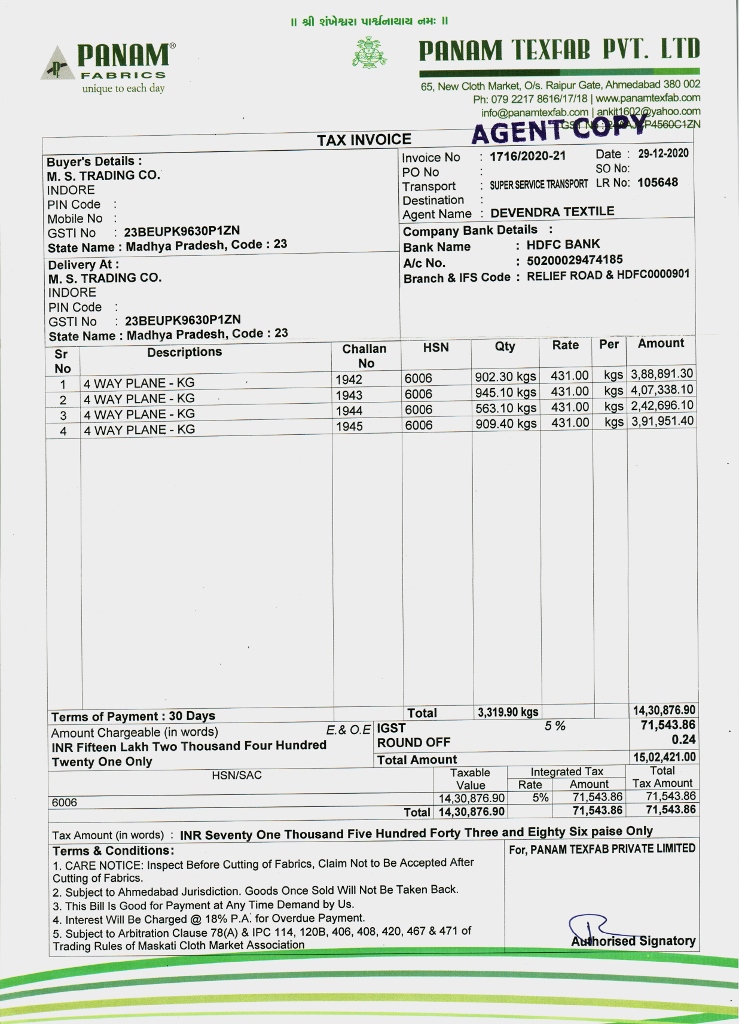 ॥ શ્રી શંખેશ્વરા પાર્શ્વનાથાય નમઃ ॥
PANAM®
FABRICS
unique to each day
PANAM TEXFAB PVT. LTD
65, New Cloth Market, O/s. Raipur Gate, Ahmedabad 380 002
Ph: 079 2217 8616/17/18 | www.panamtexfab.com
info@panamtexfab.com | ankit1602@yahoo.com
AGENT COPY
TAX INVOICE
Buyer's Details :
M. S. TRADING CO.
INDORE
PIN Code :
Mobile No :
GSTI No : 23BEUPK9630P1ZN
State Name : Madhya Pradesh, Code : 23
Invoice No : 1716/2020-21 Date : 29-12-2020
PO No : SO No:
Transport : SUPER SERVICE TRANSPORT LR No: 105648
Destination :
Agent Name : DEVENDRA TEXTILE
Company Bank Details :
Bank Name : HDFC BANK
A/c No. : 50200029474185
Branch & IFS Code : RELIEF ROAD & HDFC0000901
Delivery At :
M. S. TRADING CO.
INDORE
PIN Code :
GSTI No : 23BEUPK9630P1ZN
State Name : Madhya Pradesh, Code : 23
Sr No Descriptions Challan No HSN Qty Rate Per Amount
1 4 WAY PLANE - KG 1942 6006 902.30 kgs 431.00 kgs 3,88,891.30
2 4 WAY PLANE - KG 1943 6006 945.10 kgs 431.00 kgs 4,07,338.10
3 4 WAY PLANE - KG 1944 6006 563.10 kgs 431.00 kgs 2,42,696.10
4 4 WAY PLANE - KG 1945 6006 909.40 kgs 431.00 kgs 3,91,951.40
Terms of Payment : 30 Days Total 3,319.90 kgs 14,30,876.90
Amount Chargeable (in words) E.& O.E
INR Fifteen Lakh Two Thousand Four Hundred
Twenty One Only
IGST 5 % 71,543.86
ROUND OFF 0.24
Total Amount 15,02,421.00
HSN/SAC Taxable Value Integrated Tax Total Tax Amount
Rate Amount
6006 14,30,876.90 5% 71,543.86 71,543.86
Total 14,30,876.90 71,543.86 71,543.86
Tax Amount (in words) : INR Seventy One Thousand Five Hundred Forty Three and Eighty Six paise Only
Terms & Conditions:
1. CARE NOTICE: Inspect Before Cutting of Fabrics, Claim Not to be Accepted After
Cutting of Fabrics.
2. Subject to Ahmedabad Jurisdiction. Goods Once Sold Will Not Be Taken Back.
3. This Bill Is Good for Payment at Any Time Demand by Us.
4. Interest Will Be Charged @ 18% P.A. for Overdue Payment.
5. Subject to Arbitration Clause 78(A) & IPC 114, 120B, 406, 408, 420, 467 & 471 of
Trading Rules of Maskati Cloth Market Association
For, PANAM TEXFAB PRIVATE LIMITED
Authorised Signatory